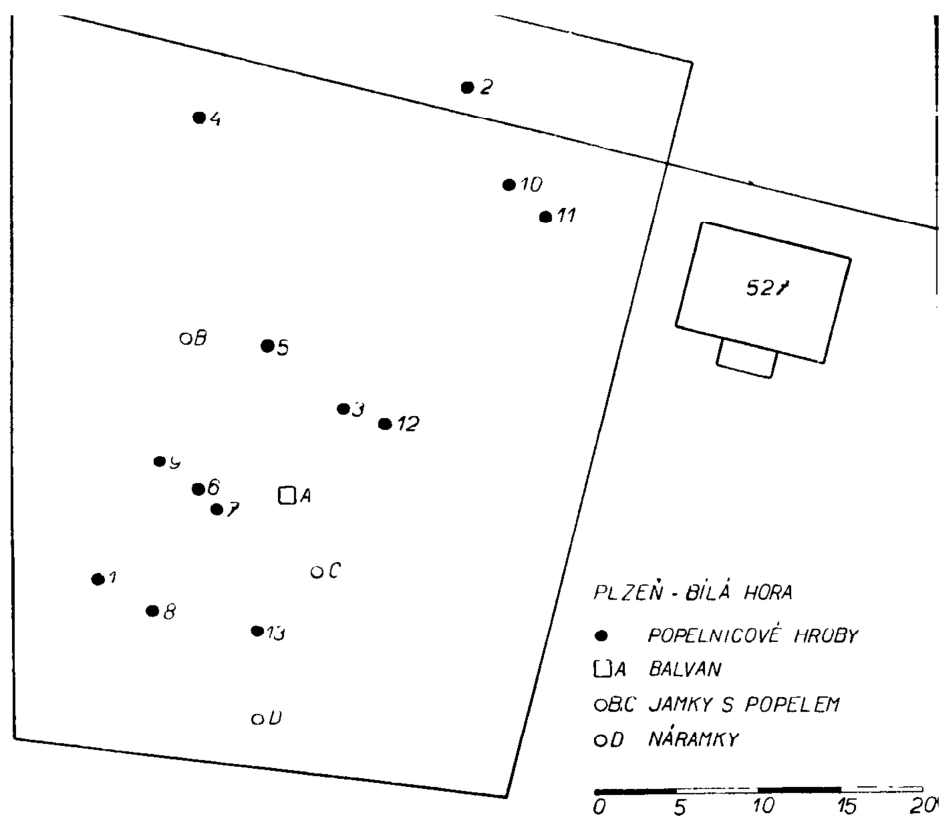 2
4
10
11
527
B
5
3
12
9
6
A
7
C
1
8
13
D
PLZEŇ - BÍLÁ HORA
● POPELNICOVÉ HROBY
□A BALVAN
○B.C JAMKY S POPELEM
○D NÁRAMKY
0 5 10 15 20